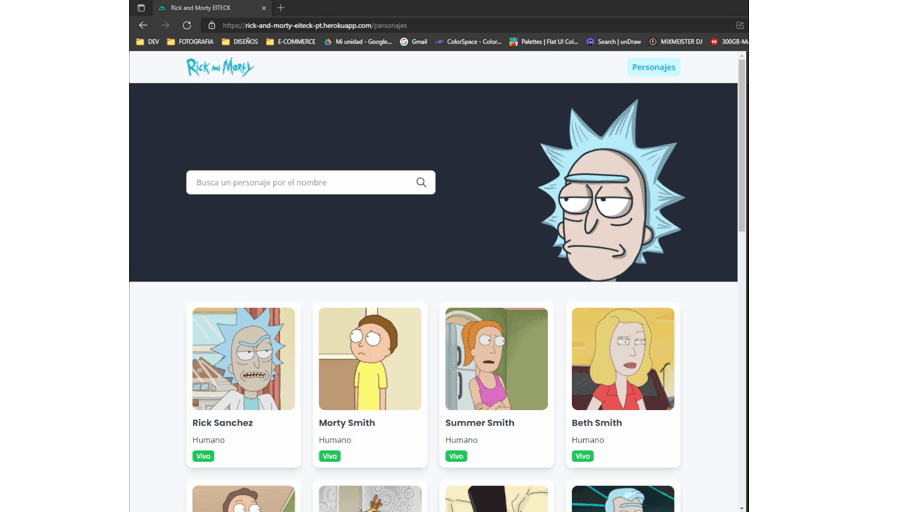 Rick and Morty EITECK
https://rick-and-morty-eiteck-pt.herokuapp.com/personajes
DEV
FOTOGRAFIA
DISEÑOS
E-COMMERCE
Mi unidad - Google...
Gmail
ColorSpace - Color...
Palettes | Flat UI Col...
Search | unDraw
MIXMEISTER DJ
300GB-Mu
Rick and Morty
Personajes
Busca un personaje por el nombre
Rick Sanchez
Humano
Vivo
Morty Smith
Humano
Vivo
Summer Smith
Humano
Vivo
Beth Smith
Humano
Vivo